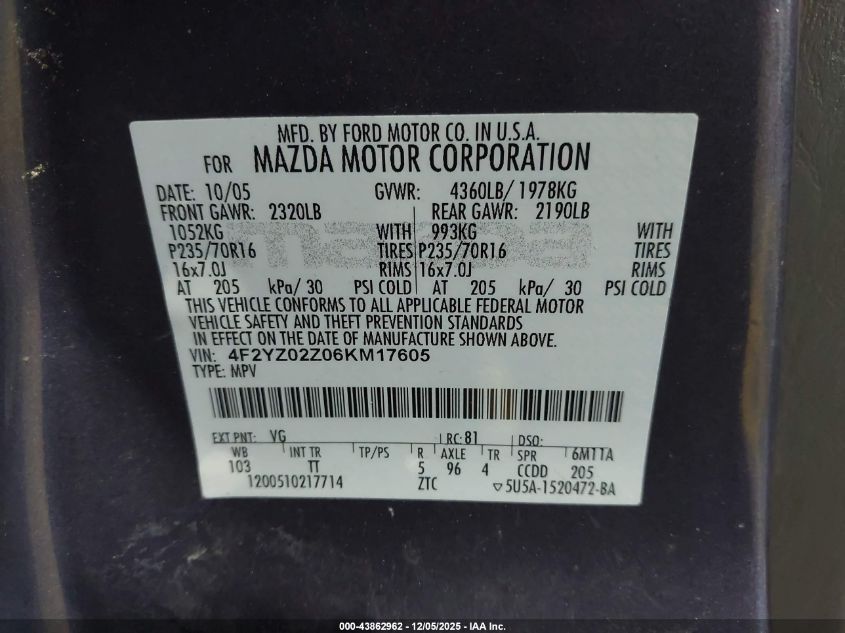 MFD. BY FORD MOTOR CO. IN U.S.A.
FOR MAZDA MOTOR CORPORATION
DATE: 10/05 GVWR: 4360LB/ 1978KG
FRONT GAWR: 2320LB REAR GAWR: 2190LB
1052KG WITH 993KG WITH
P235/70R16 TIRES P235/70R16 TIRES
16x7.0J RIMS 16x7.0J RIMS
AT 205 kPa/ 30 PSI COLD AT 205 kPa/ 30 PSI COLD
THIS VEHICLE CONFORMS TO ALL APPLICABLE FEDERAL MOTOR
VEHICLE SAFETY AND THEFT PREVENTION STANDARDS
IN EFFECT ON THE DATE OF MANUFACTURE SHOWN ABOVE.
VIN: 4F2YZ02Z06KM17605
TYPE: MPV
EXT PNT: VG RC: 81 DSO:
WB INT TR TP/PS R AXLE TR SPR 6M11A
103 TT 5 96 4 CCDD 205
1200510217714 ZTC ▽5U5A-1520472-BA
000-43862962 - 12/05/2025 - IAA Inc.